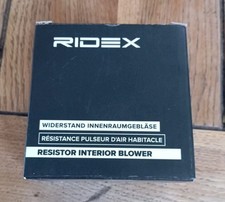 RIDEX
WIDERSTAND INNENRAUMGEBLÄSE
RÉSISTANCE PULSEUR D'AIR HABITACLE
RESISTOR INTERIOR BLOWER